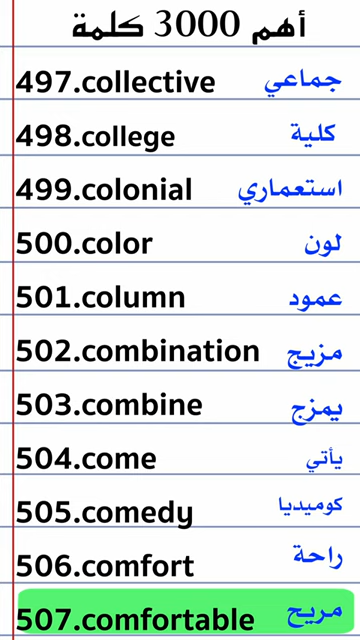 أهم 3000 كلمة
497.collective جماعي
498.college كلية
499.colonial استعماري
500.color لون
501.column عمود
502.combination مزيج
503.combine يمزج
504.come يأتي
505.comedy كوميديا
506.comfort راحة
507.comfortable مريح